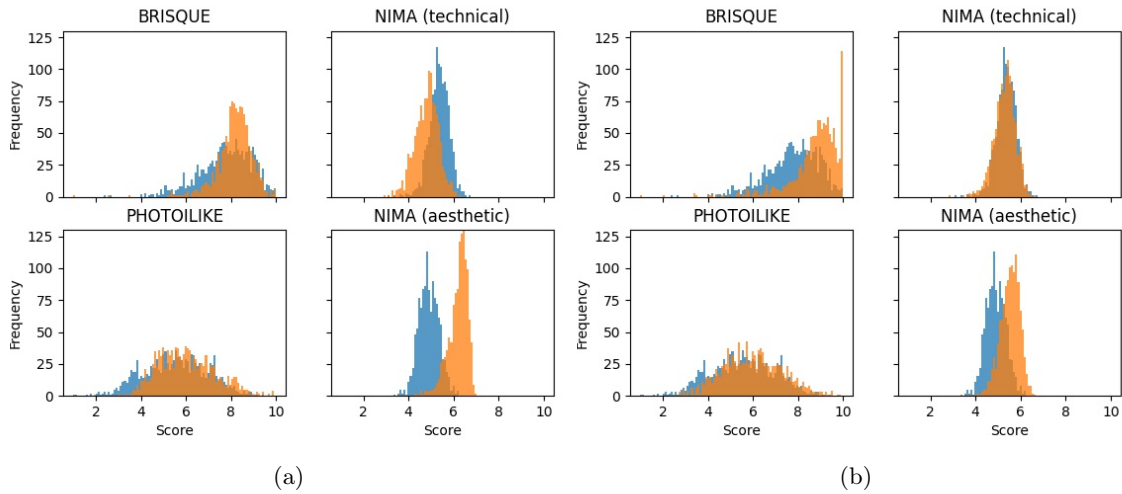 BRISQUE
NIMA (technical)
BRISQUE
NIMA (technical)
125
100
75
50
25
0
Frequency
125
100
75
50
25
0
Frequency
PHOTOILIKE
NIMA (aesthetic)
PHOTOILIKE
NIMA (aesthetic)
125
100
75
50
25
0
Frequency
125
100
75
50
25
0
Frequency
2 4 6 8 10
2 4 6 8 10
2 4 6 8 10
2 4 6 8 10
Score
Score
Score
Score
(a)
(b)